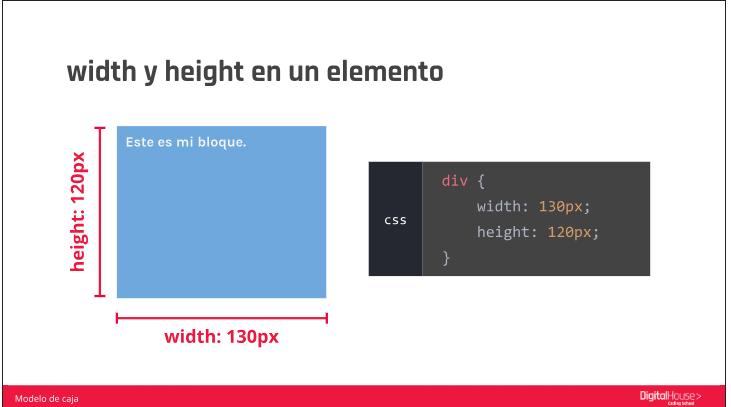 width y height en un elemento
Este es mi bloque.
height: 120px
width: 130px
css
div {
width: 130px;
height: 120px;
}
Modelo de caja
DigitalHouse>
Coding School